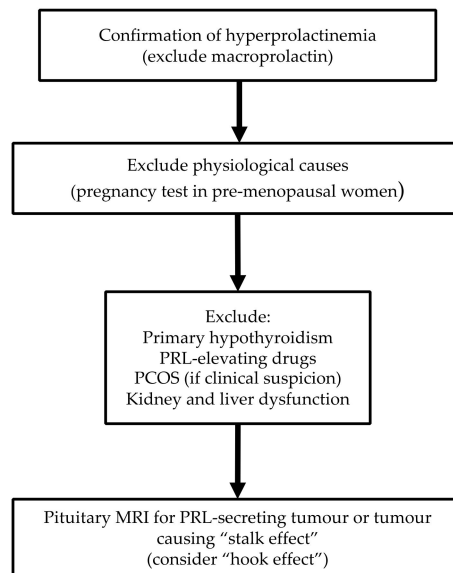 Confirmation of hyperprolactinemia
(exclude macroprolactin)
Exclude physiological causes
(pregnancy test in pre-menopausal women)
Exclude:
Primary hypothyroidism
PRL-elevating drugs
PCOS (if clinical suspicion)
Kidney and liver dysfunction
Pituitary MRI for PRL-secreting tumour or tumour
causing “stalk effect”
(consider “hook effect”)